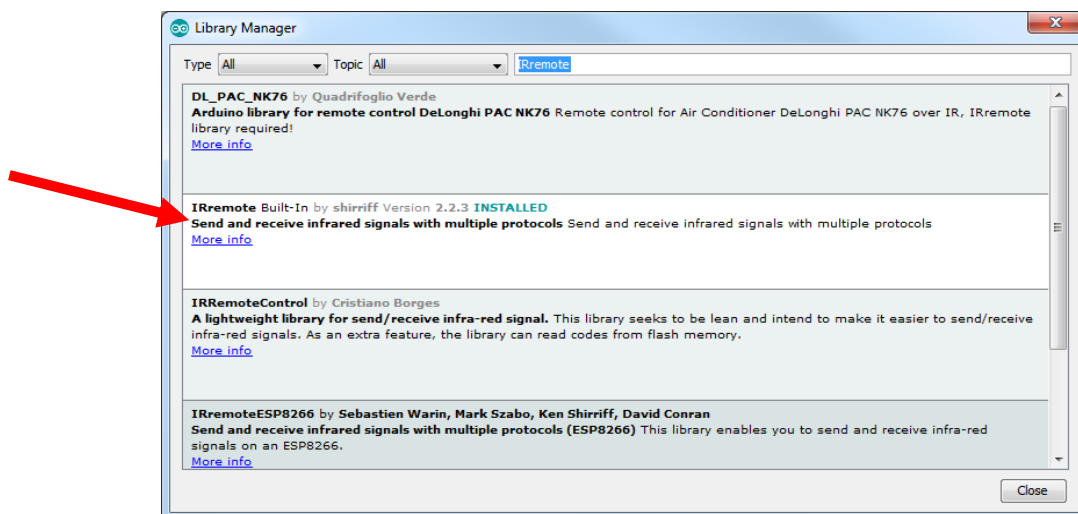 Library Manager
Type All Topic All IRremote
DL_PAC_NK76 by Quadrifoglio Verde
Arduino library for remote control DeLonghi PAC NK76 Remote control for Air Conditioner DeLonghi PAC NK76 over IR, IRremote
library required!
More info
IRremote Built-In by shirriff Version 2.2.3 INSTALLED
Send and receive infrared signals with multiple protocols Send and receive infrared signals with multiple protocols
More info
IRRemoteControl by Cristiano Borges
A lightweight library for send/receive infra-red signal. This library seeks to be lean and intend to make it easier to send/receive
infra-red signals. As an extra feature, the library can read codes from flash memory.
More info
IRremoteESP8266 by Sebastien Warin, Mark Szabo, Ken Shirriff, David Conran
Send and receive infrared signals with multiple protocols (ESP8266) This library enables you to send and receive infra-red
signals on an ESP8266.
More info
Close